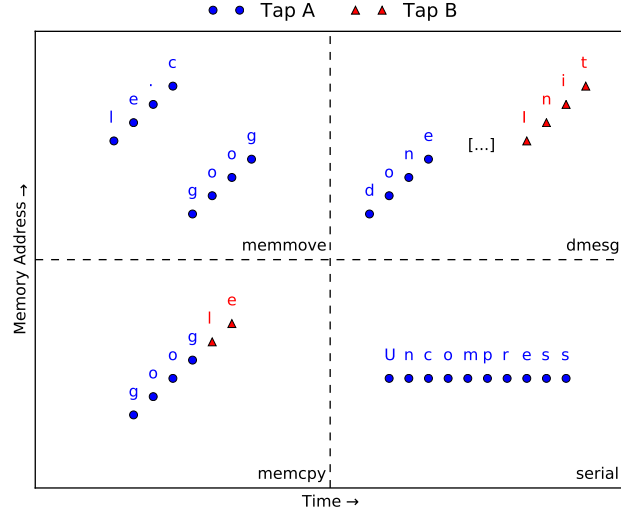 Tap A Tap B
l e . c
g o o g
memmove
d o n e
[...]
I n i t
dmesg
g o o g l e
memcpy
U n c o m p r e s s
serial
Memory Address →
Time →